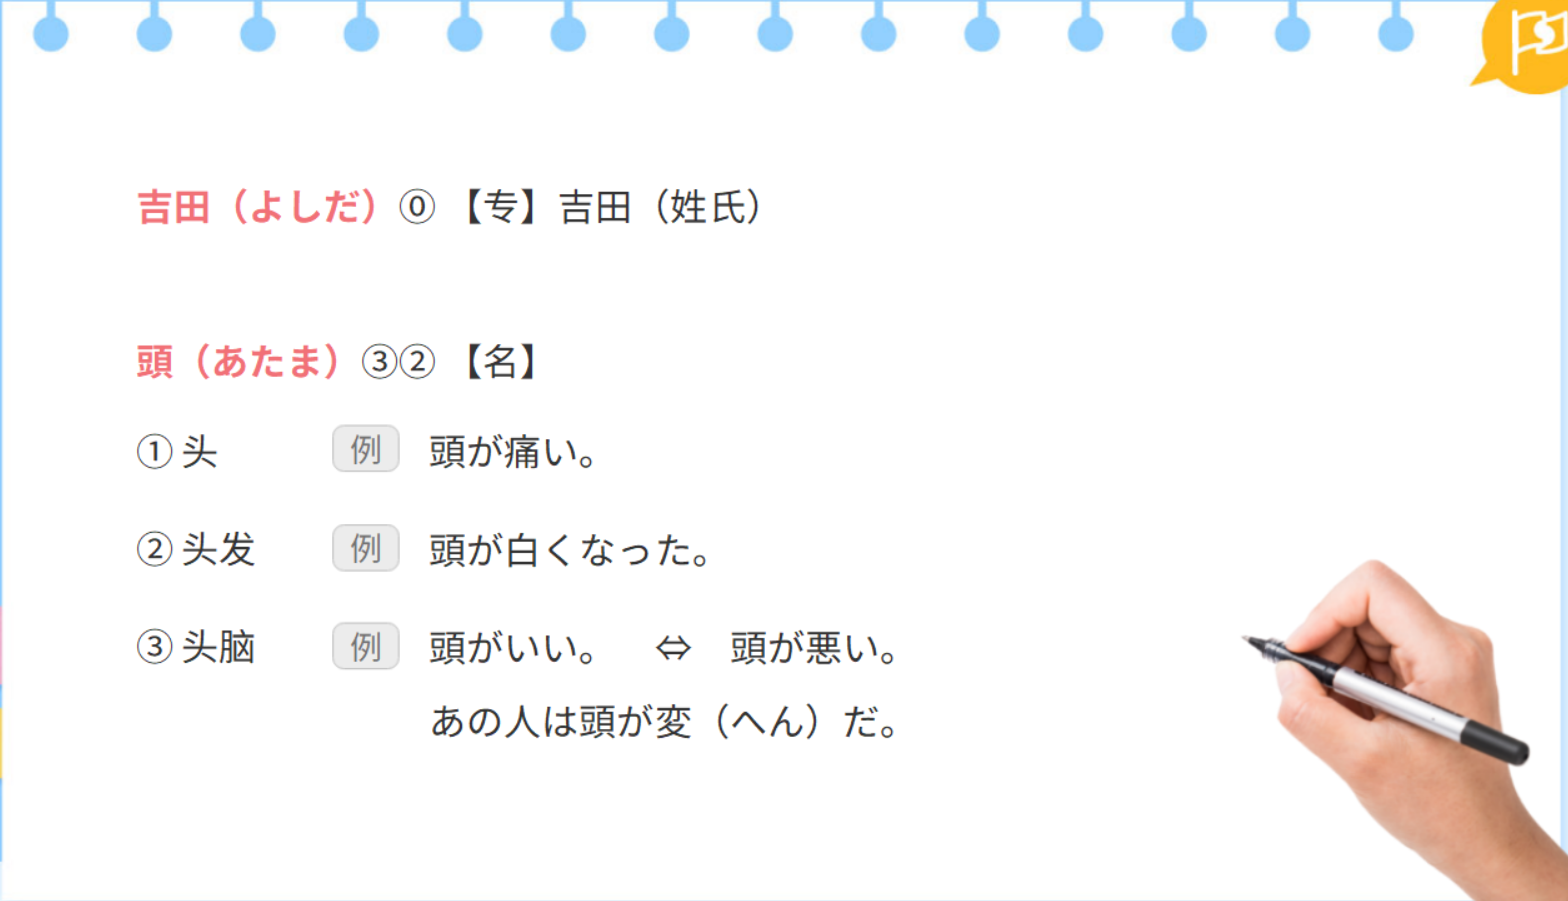 吉田（よしだ）⓪ 【专】吉田（姓氏）
頭（あたま）③② 【名】
① 头 例 頭が痛い。
② 头发 例 頭が白くなった。
③ 头脑 例 頭がいい。 ⇔ 頭が悪い。
あの人は頭が変（へん）だ。